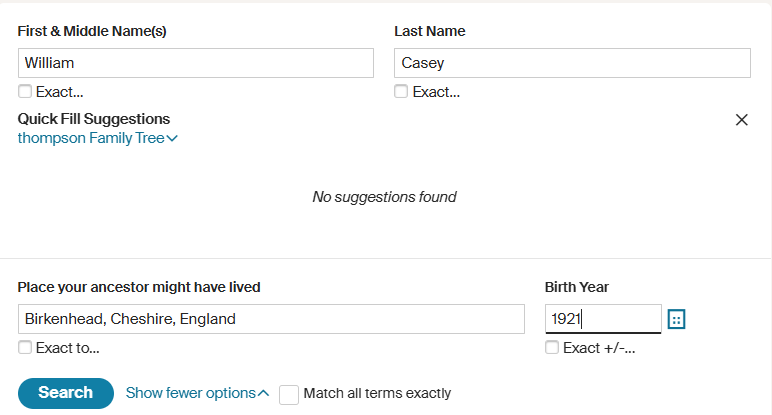 First & Middle Name(s) Last Name
William Casey
Exact... Exact...
Quick Fill Suggestions
thompson Family Tree
No suggestions found
Place your ancestor might have lived Birth Year
Birkenhead, Cheshire, England 1921
Exact to... Exact +/-...
Search Show fewer options Match all terms exactly